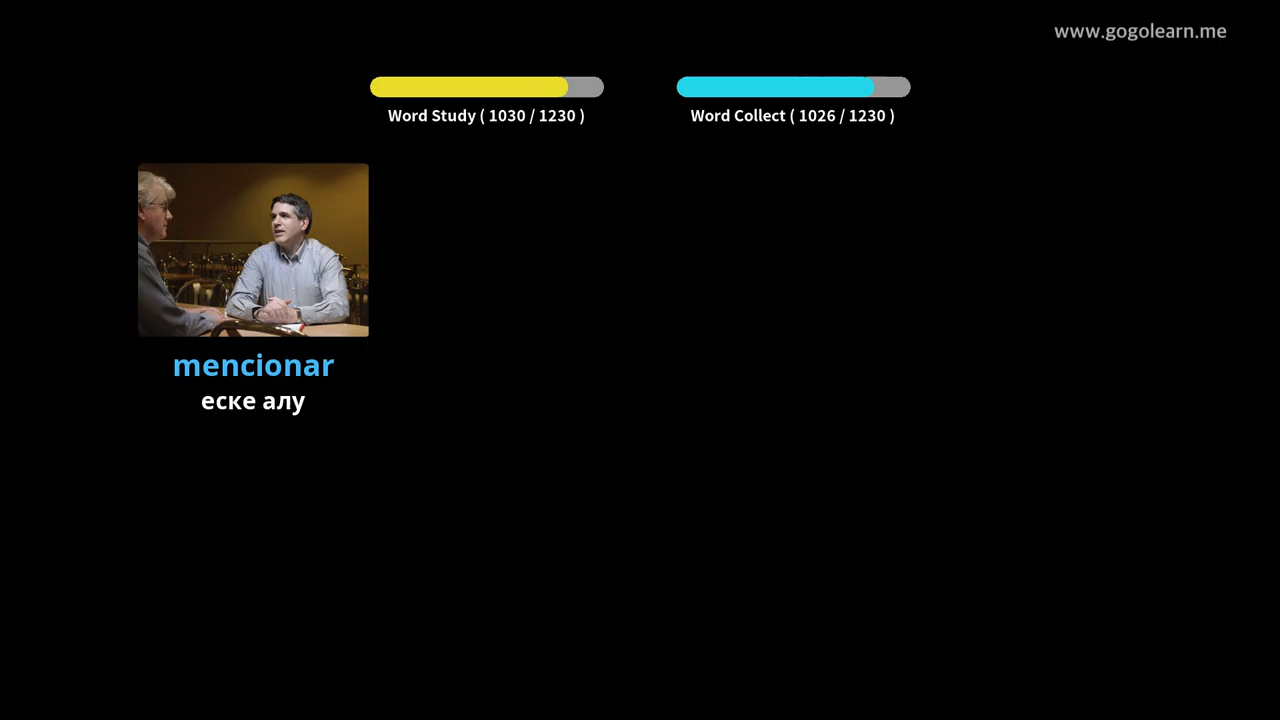 www.gogolearn.me
Word Study ( 1030 / 1230 )
Word Collect ( 1026 / 1230 )
mencionar
еске алу